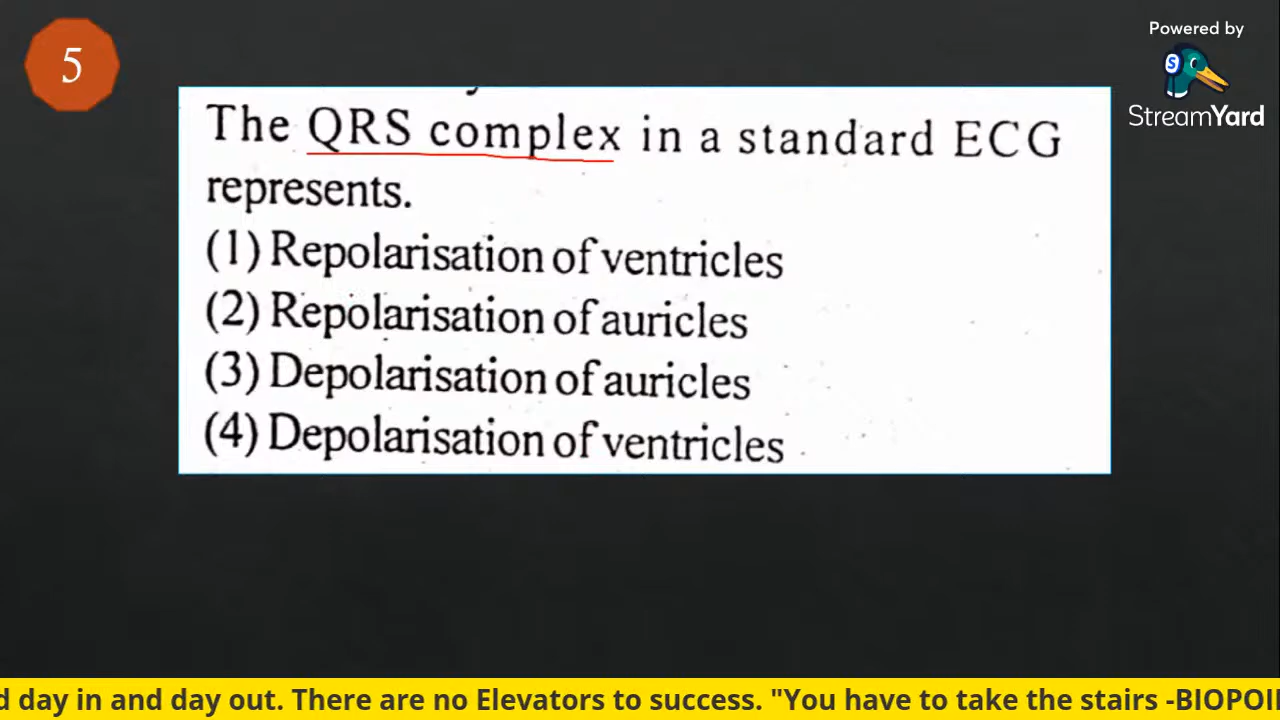 5
Powered by
StreamYard
The QRS complex in a standard ECG
represents.
(1) Repolarisation of ventricles
(2) Repolarisation of auricles
(3) Depolarisation of auricles
(4) Depolarisation of ventricles
day in and day out. There are no Elevators to success. "You have to take the stairs -